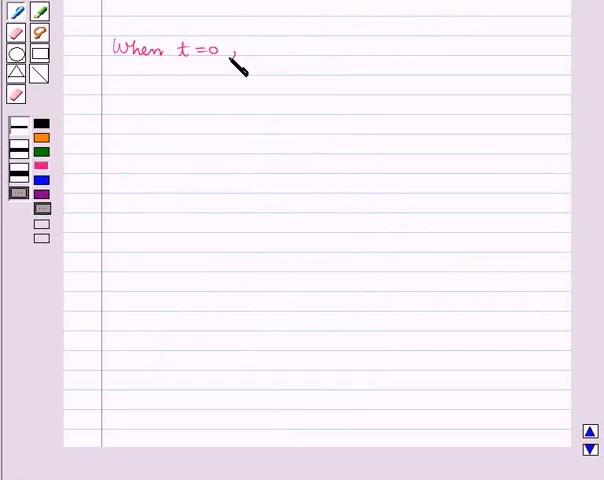 When t = 0 ,